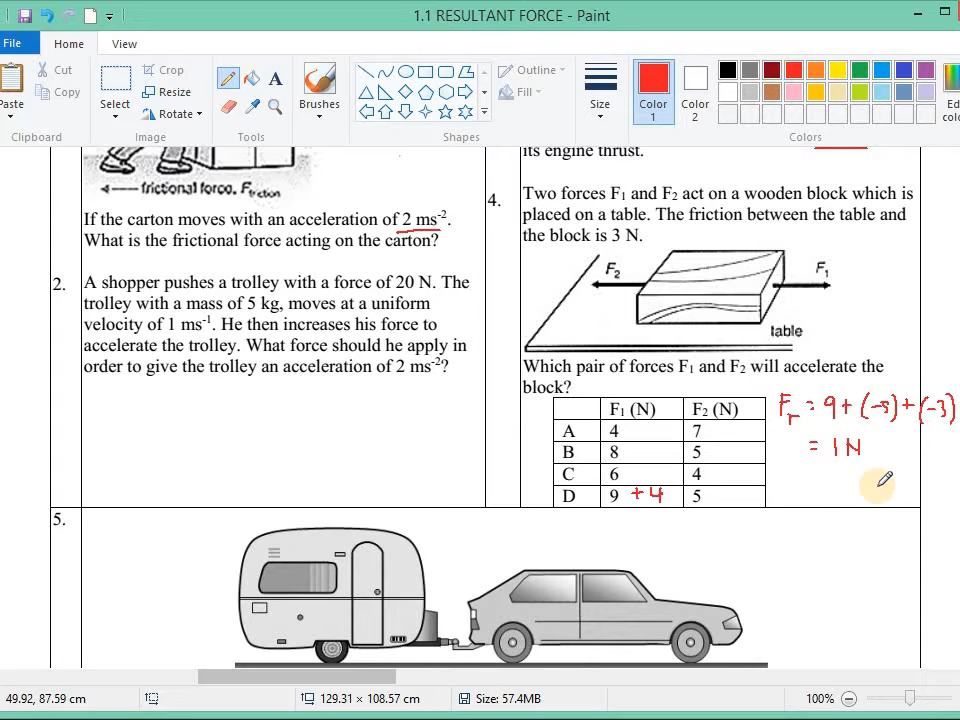 1.1 RESULTANT FORCE - Paint
File
Home
View
Paste
Cut
Copy
Clipboard
Select
Crop
Resize
Rotate
Image
A
Tools
Brushes
Shapes
Outline
Fill
Size
Color 1
Color 2
Colors
frictional force, Ffriction
If the carton moves with an acceleration of 2 ms-2.
What is the frictional force acting on the carton?
2.
A shopper pushes a trolley with a force of 20 N. The
trolley with a mass of 5 kg, moves at a uniform
velocity of 1 ms-1. He then increases his force to
accelerate the trolley. What force should he apply in
order to give the trolley an acceleration of 2 ms-2?
its engine thrust.
4.
Two forces F1 and F2 act on a wooden block which is
placed on a table. The friction between the table and
the block is 3 N.
F2
F1
table
Which pair of forces F1 and F2 will accelerate the
block?
F1 (N) F2 (N)
A 4 7
B 8 5
C 6 4
D 9 +4 5
Fr = 9 + (-5) + (-3)
= 1 N
5.
49.92, 87.59 cm
129.31 × 108.57 cm
Size: 57.4MB
100%